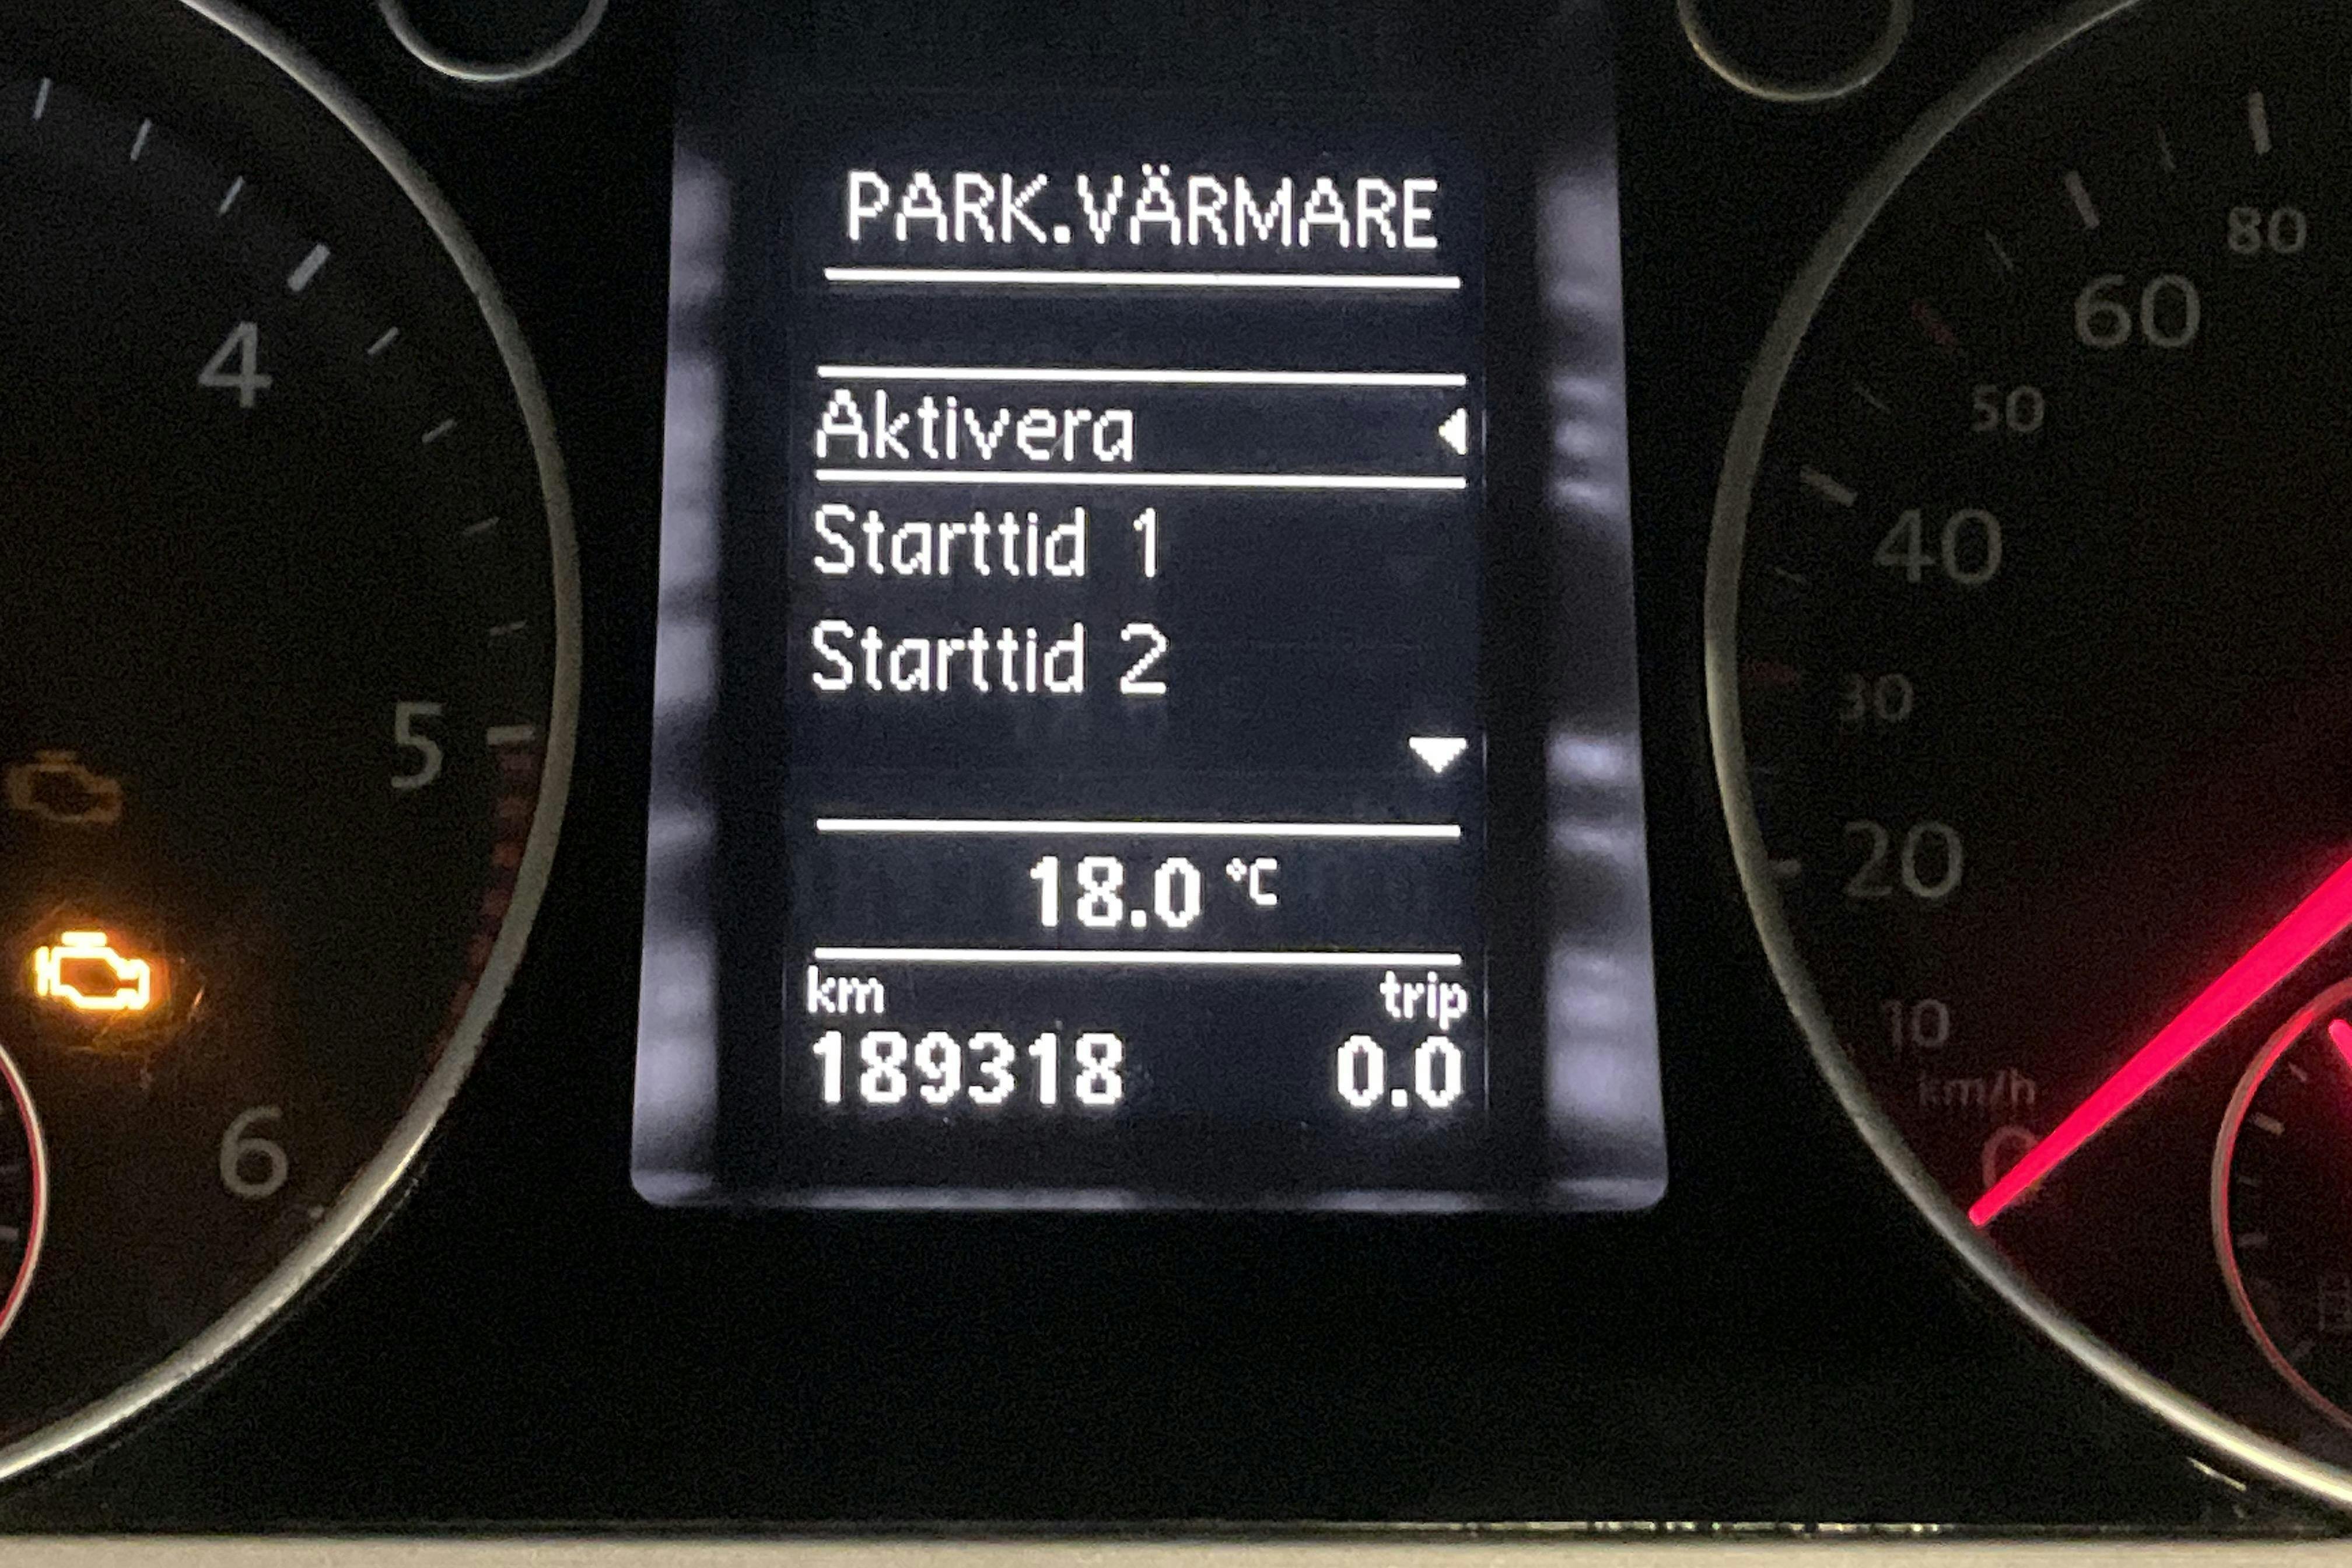 PARK.VÄRMARE
Aktivera
Starttid 1
Starttid 2
18.0 °C
km trip
189318 0.0
4
5
6
80
60
50
40
30
20
10
km/h
0